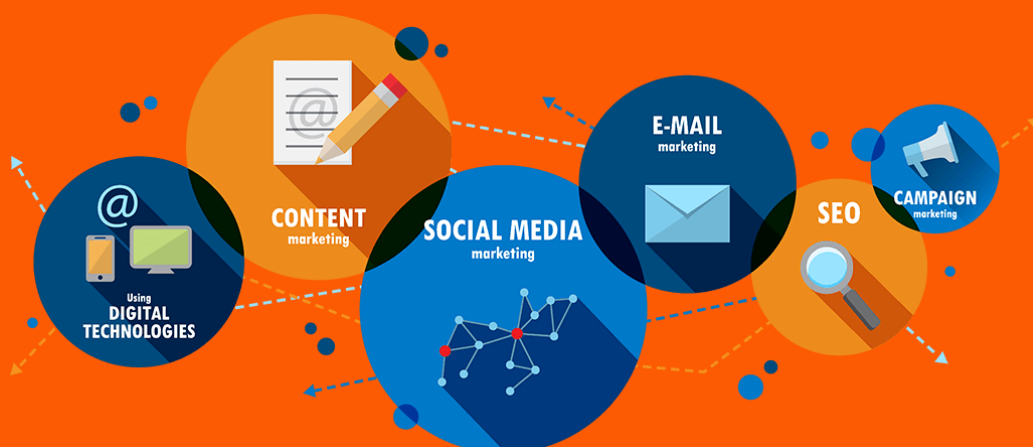 @
Using
DIGITAL
TECHNOLOGIES
@
CONTENT
marketing
SOCIAL MEDIA
marketing
E-MAIL
marketing
SEO
CAMPAIGN
marketing